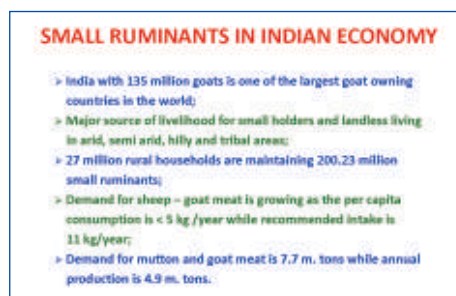 SMALL RUMINANTS IN INDIAN ECONOMY
➢ India with 135 million goats is one of the largest goat owning
countries in the world;
➢ Major source of livelihood for small holders and landless living
in arid, semi arid, hilly and tribal areas;
➢ 27 million rural households are maintaining 200.23 million
small ruminants;
➢ Demand for sheep – goat meat is growing as the per capita
consumption is < 5 kg /year while recommended intake is
11 kg/year;
➢ Demand for mutton and goat meat is 7.7 m. tons while annual
production is 4.9 m. tons.